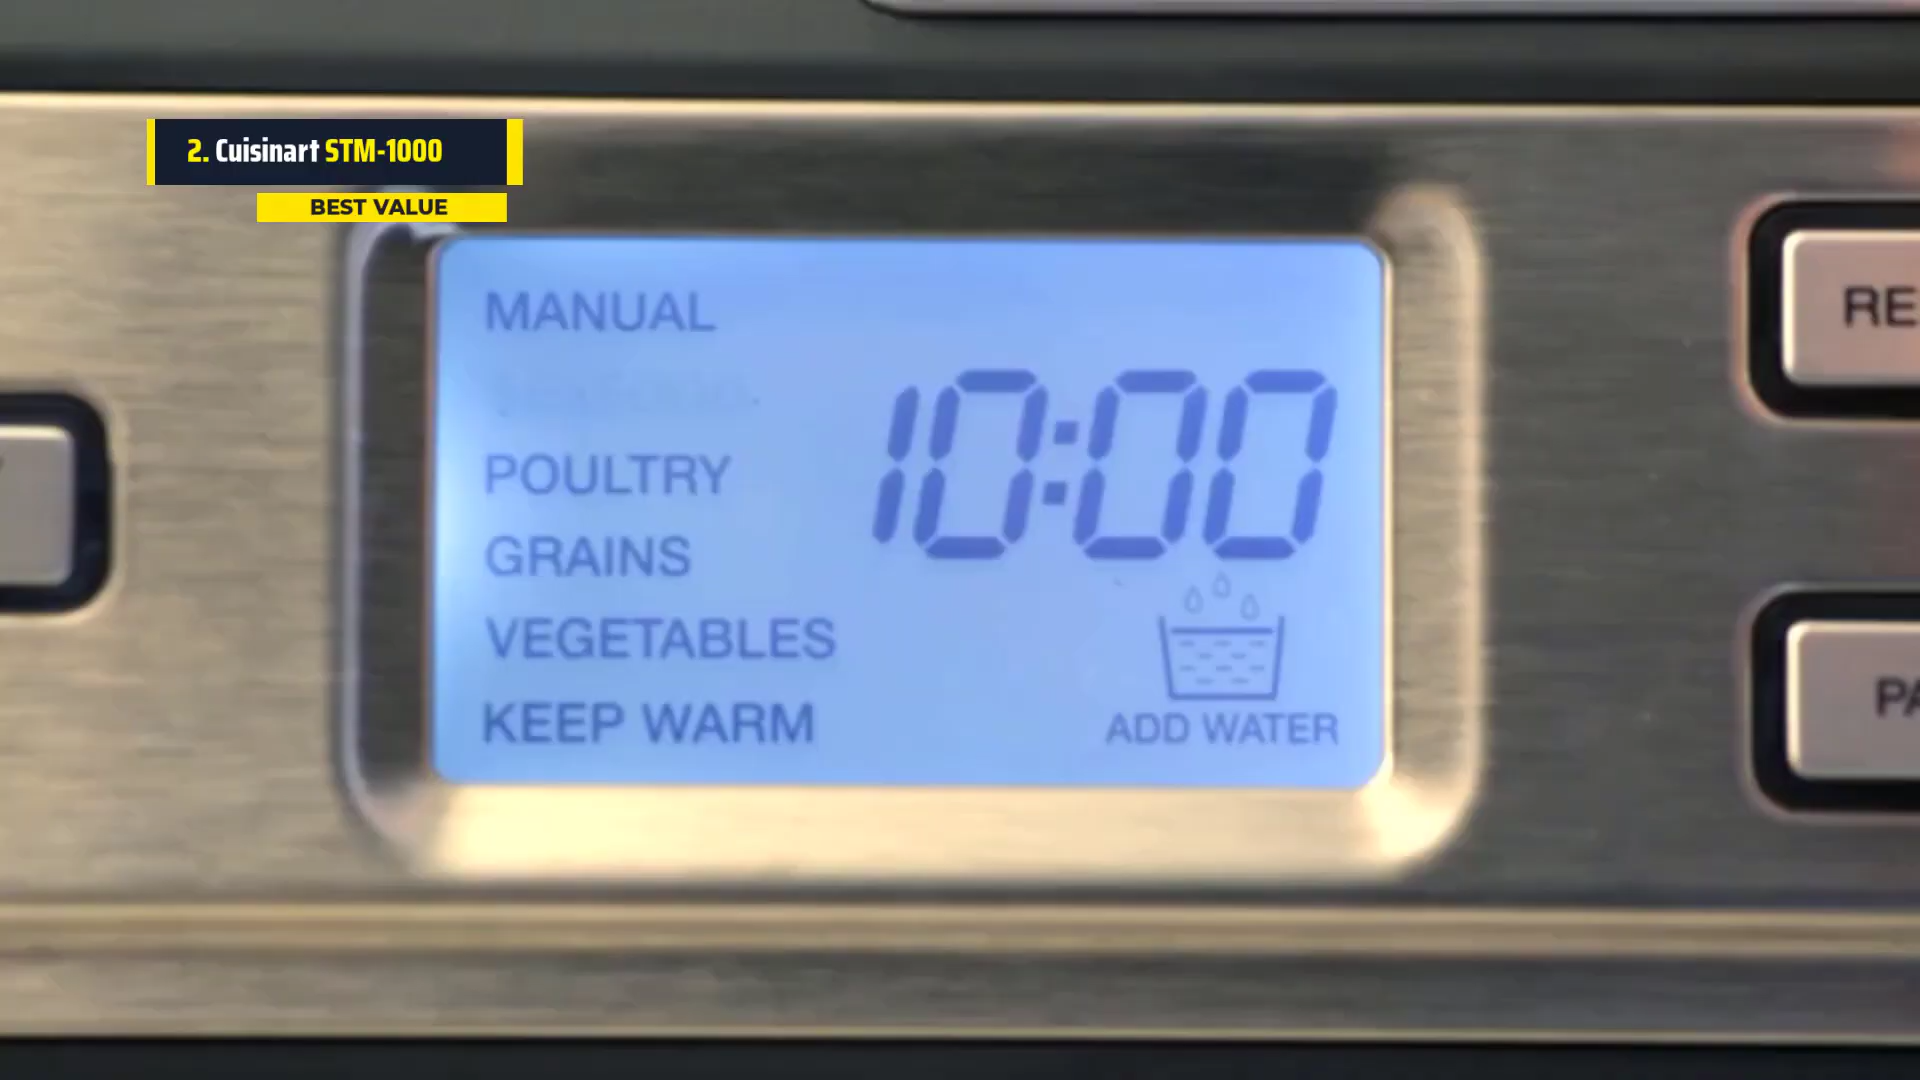 2. Cuisinart STM-1000
BEST VALUE
MANUAL
POULTRY
GRAINS
VEGETABLES
KEEP WARM
10:00
ADD WATER
RE
PA